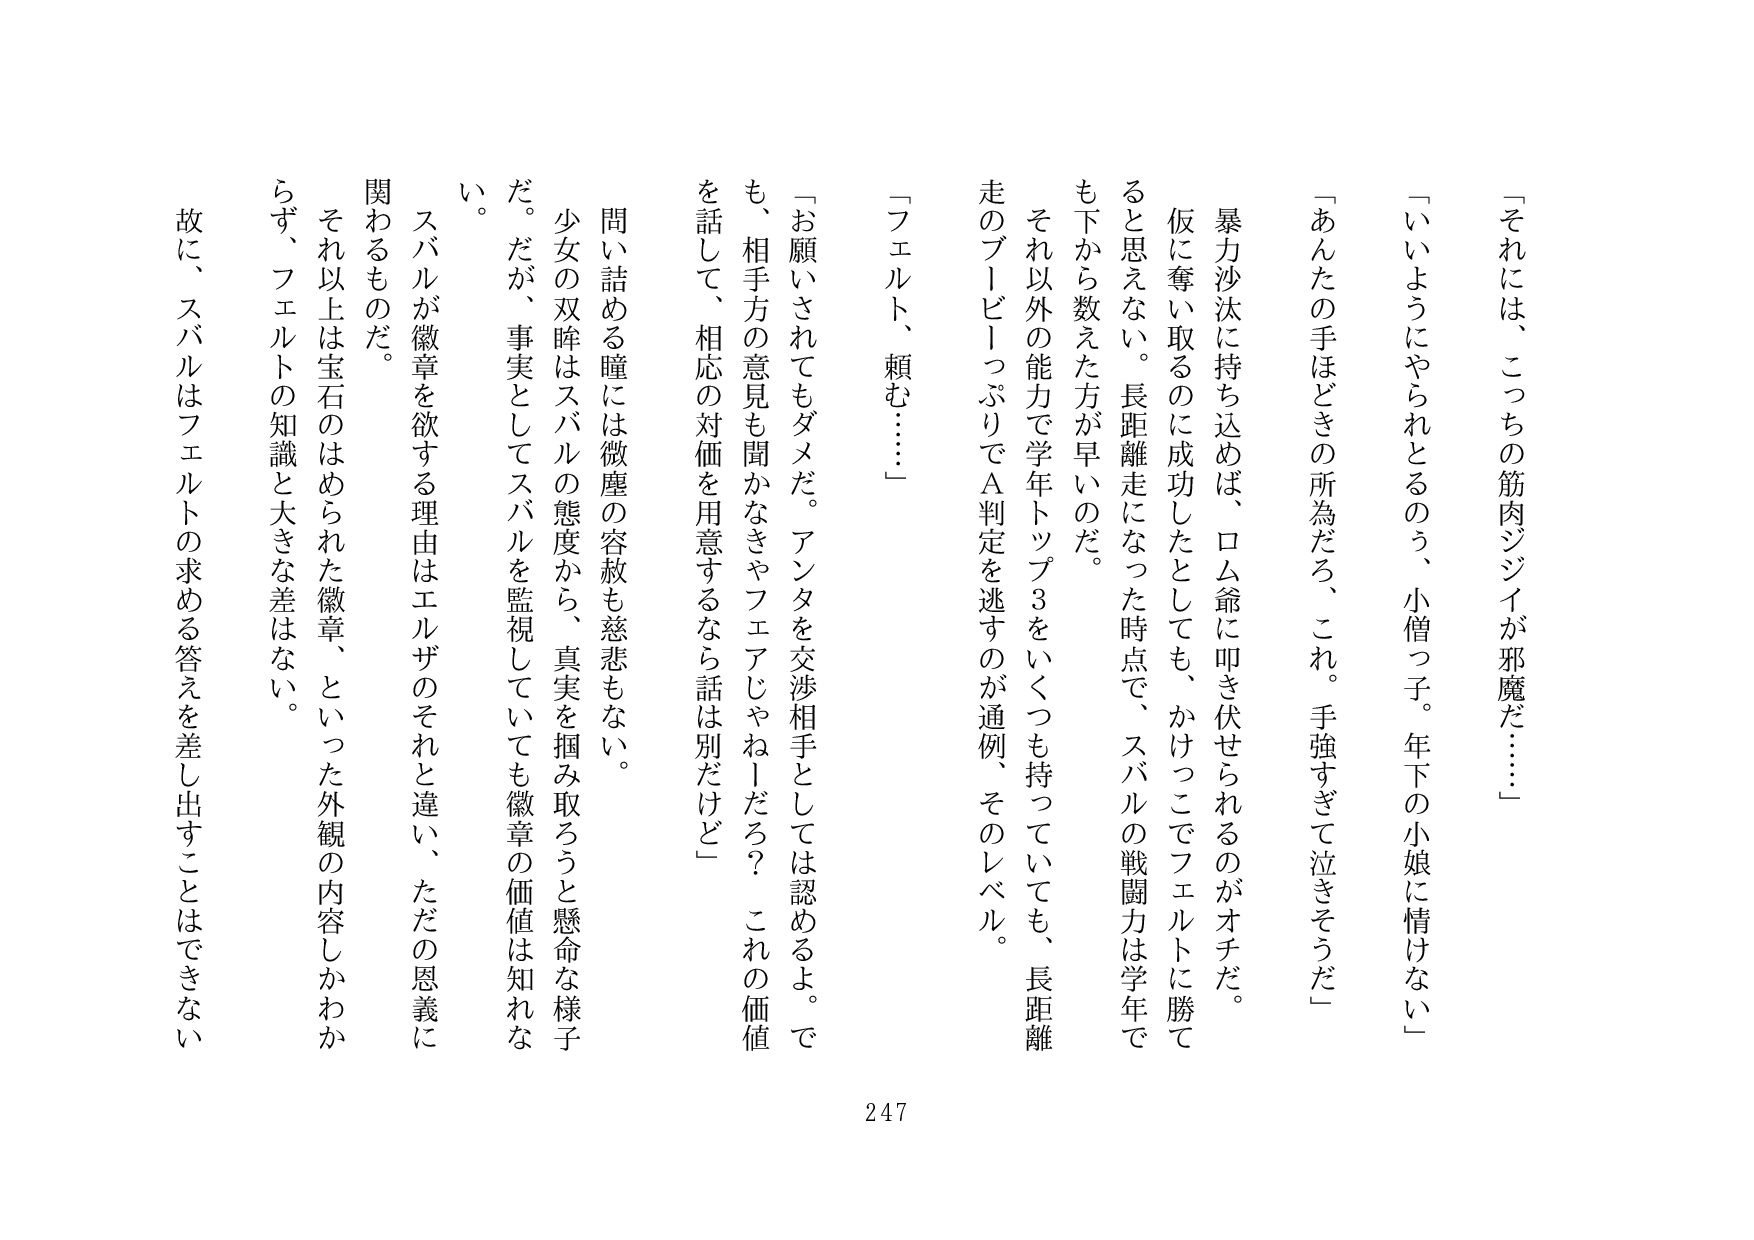 「それには、こっちの筋肉ジジイが邪魔だ……」
「いいようにやられとるのう、小僧っ子。年下の小娘に情けない」
「あんたの手ほどきの所為だろ、これ。手強すぎて泣きそうだ」
　暴力沙汰に持ち込めば、ロム爺に叩き伏せられるのがオチだ。
　仮に奪い取るのに成功したとしても、かけっこでフェルトに勝て
ると思えない。長距離走になった時点で、スバルの戦闘力は学年で
も下から数えた方が早いのだ。
　それ以外の能力で学年トップ３をいくつも持っていても、長距離
走のブービーっぷりでＡ判定を逃すのが通例、そのレベル。
「フェルト、頼む……」
「お願いされてもダメだ。アンタを交渉相手としては認めるよ。で
も、相手方の意見も聞かなきゃフェアじゃねーだろ？　これの価値
を話して、相応の対価を用意するなら話は別だけど」
　問い詰める瞳には微塵の容赦も慈悲もない。
　少女の双眸はスバルの態度から、真実を掴み取ろうと懸命な様子
だ。だが、事実としてスバルを監視していても徽章の価値は知れな
い。
　スバルが徽章を欲する理由はエルザのそれと違い、ただの恩義に
関わるものだ。
　それ以上は宝石のはめられた徽章、といった外観の内容しかわか
らず、フェルトの知識と大きな差はない。
　故に、スバルはフェルトの求める答えを差し出すことはできない
247